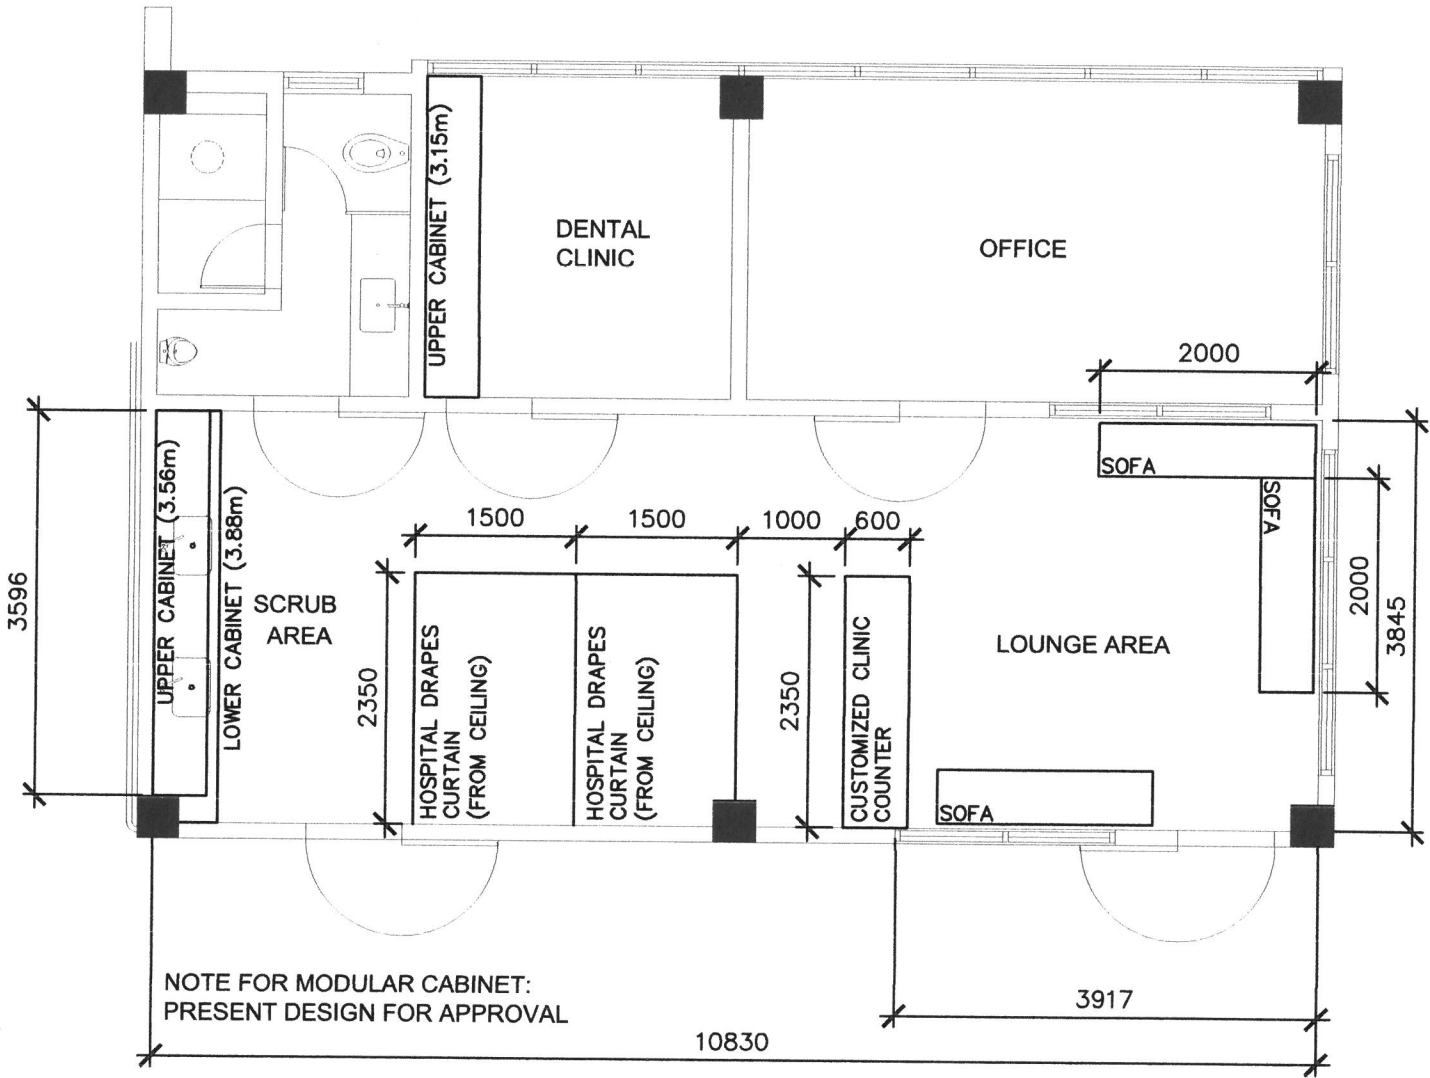 UPPER CABINET (3.15m)
DENTAL
CLINIC
OFFICE
2000
SOFA
SOFA
2000
3845
1500
1500
1000
600
3596
UPPER CABINET (3.56m)
LOWER CABINET (3.88m)
SCRUB
AREA
2350
HOSPITAL DRAPES
CURTAIN
(FROM CEILING)
HOSPITAL DRAPES
CURTAIN
(FROM CEILING)
2350
CUSTOMIZED CLINIC
COUNTER
LOUNGE AREA
SOFA
NOTE FOR MODULAR CABINET:
PRESENT DESIGN FOR APPROVAL
3917
10830